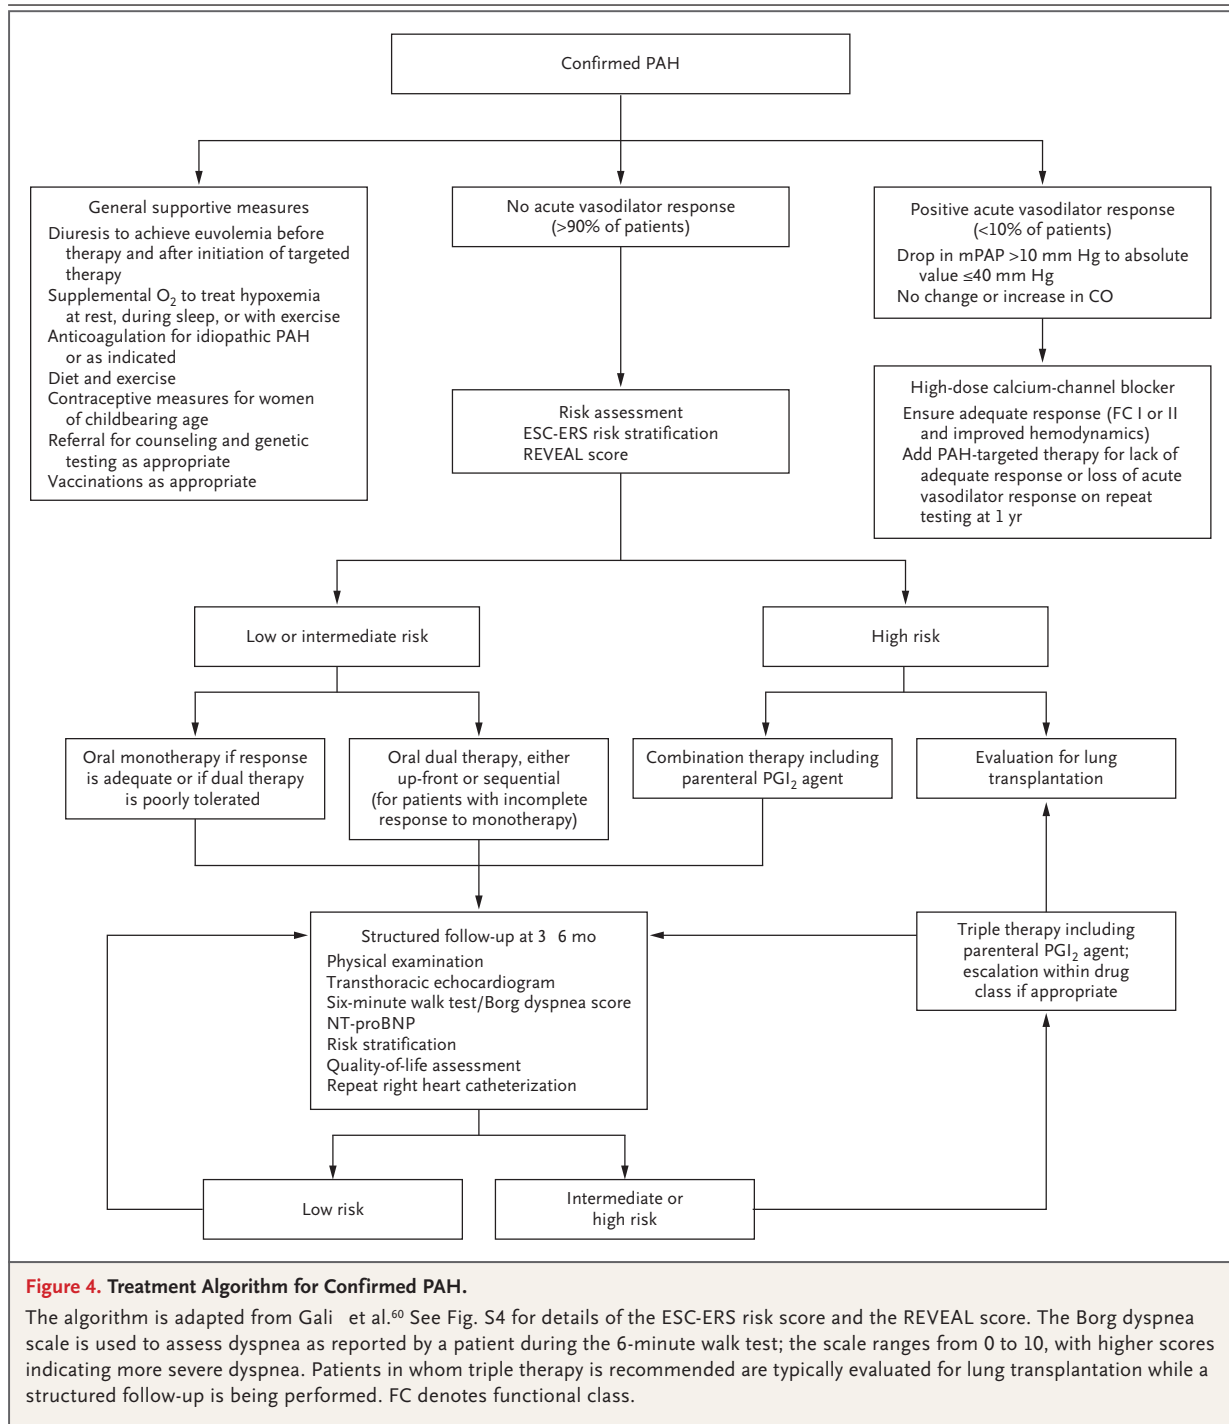 Confirmed PAH
General supportive measures
Diuresis to achieve euvolemia before
therapy and after initiation of targeted
therapy
Supplemental O₂ to treat hypoxemia
at rest, during sleep, or with exercise
Anticoagulation for idiopathic PAH
or as indicated
Diet and exercise
Contraceptive measures for women
of childbearing age
Referral for counseling and genetic
testing as appropriate
Vaccinations as appropriate
No acute vasodilator response
(>90% of patients)
Positive acute vasodilator response
(<10% of patients)
Drop in mPAP >10 mm Hg to absolute
value ≤40 mm Hg
No change or increase in CO
Risk assessment
ESC-ERS risk stratification
REVEAL score
High-dose calcium-channel blocker
Ensure adequate response (FC I or II
and improved hemodynamics)
Add PAH-targeted therapy for lack of
adequate response or loss of acute
vasodilator response on repeat
testing at 1 yr
Low or intermediate risk
High risk
Oral monotherapy if response
is adequate or if dual therapy
is poorly tolerated
Oral dual therapy, either
up-front or sequential
(for patients with incomplete
response to monotherapy)
Combination therapy including
parenteral PGI₂ agent
Evaluation for lung
transplantation
Structured follow-up at 3 6 mo
Physical examination
Transthoracic echocardiogram
Six-minute walk test/Borg dyspnea score
NT-proBNP
Risk stratification
Quality-of-life assessment
Repeat right heart catheterization
Triple therapy including
parenteral PGI₂ agent;
escalation within drug
class if appropriate
Low risk
Intermediate or
high risk
Figure 4. Treatment Algorithm for Confirmed PAH.
The algorithm is adapted from Gali et al.⁶⁰ See Fig. S4 for details of the ESC-ERS risk score and the REVEAL score. The Borg dyspnea
scale is used to assess dyspnea as reported by a patient during the 6-minute walk test; the scale ranges from 0 to 10, with higher scores
indicating more severe dyspnea. Patients in whom triple therapy is recommended are typically evaluated for lung transplantation while a
structured follow-up is being performed. FC denotes functional class.